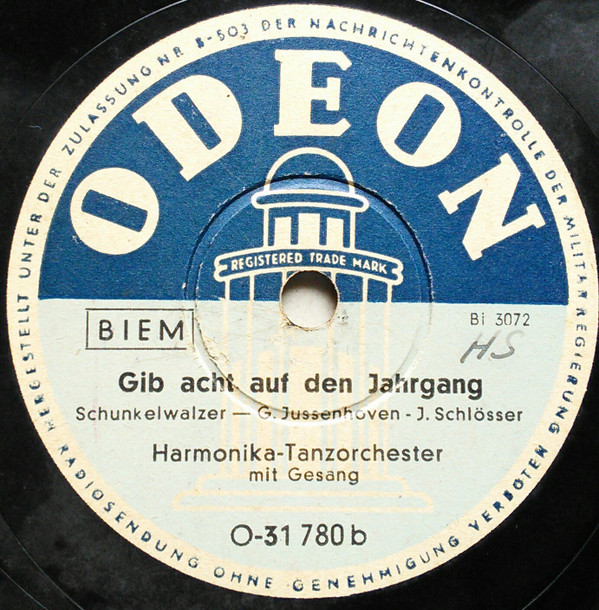 HERGESTELLT UNTER DER ZULASSUNG NR B-503 DER NACHRICHTENKONTROLLE DER MILITÄRREGIERUNG
RADIOSENDUNG OHNE GENEHMIGUNG VERBOTEN
ODEON
REGISTERED TRADE MARK
BIEM
Bi 3072
HS
Gib acht auf den Jahrgang
Schunkelwalzer — G. Jussenhoven - J. Schlösser
Harmonika-Tanzorchester
mit Gesang
O-31 780 b